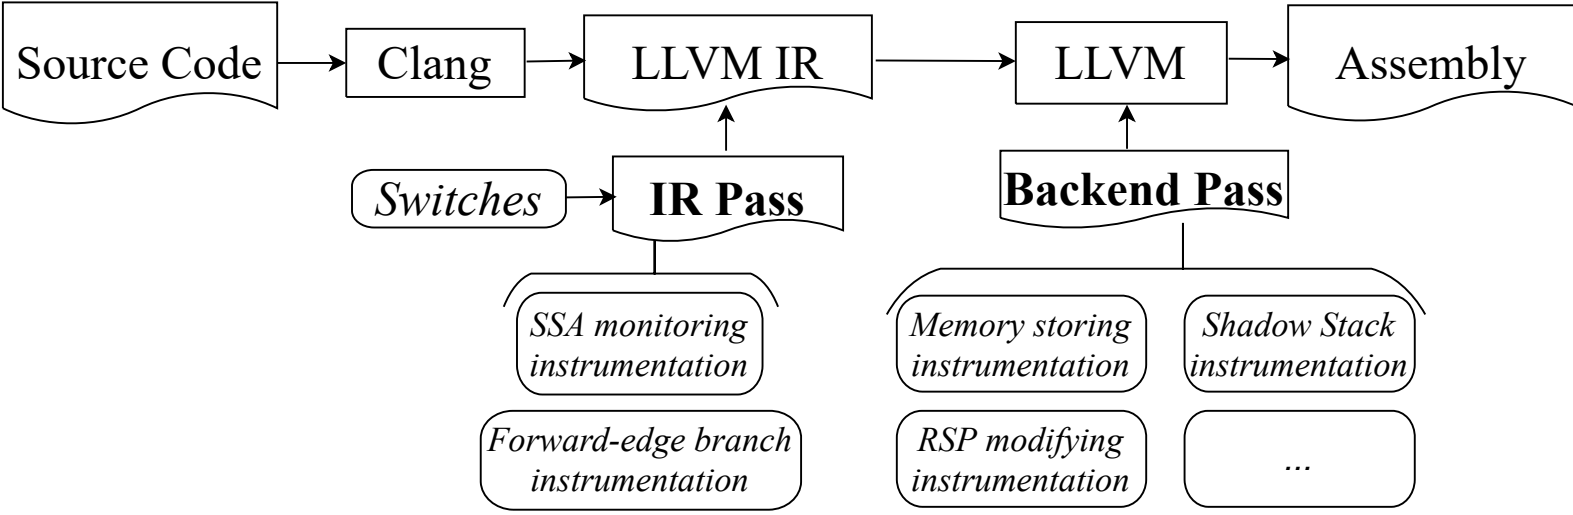 Source Code
Clang
LLVM IR
LLVM
Assembly
Switches
IR Pass
Backend Pass
SSA monitoring
instrumentation
Forward-edge branch
instrumentation
Memory storing
instrumentation
Shadow Stack
instrumentation
RSP modifying
instrumentation
...